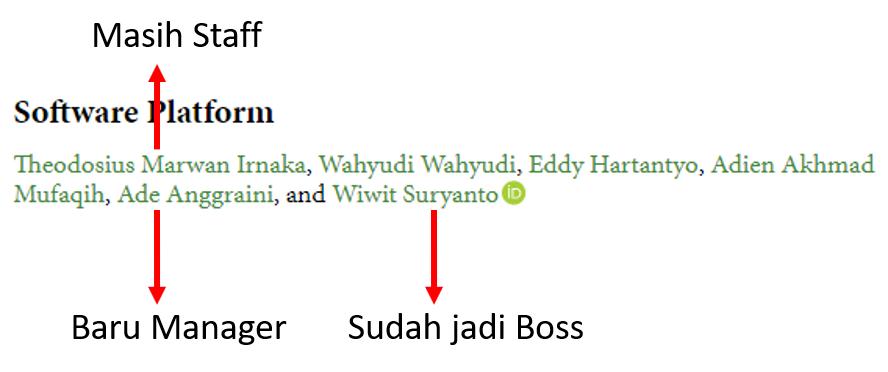 Masih Staff
Software Platform
Theodosius Marwan Irnaka, Wahyudi Wahyudi, Eddy Hartantyo, Adien Akhmad
Mufaqih, Ade Anggraini, and Wiwit Suryanto iD
Baru Manager
Sudah jadi Boss